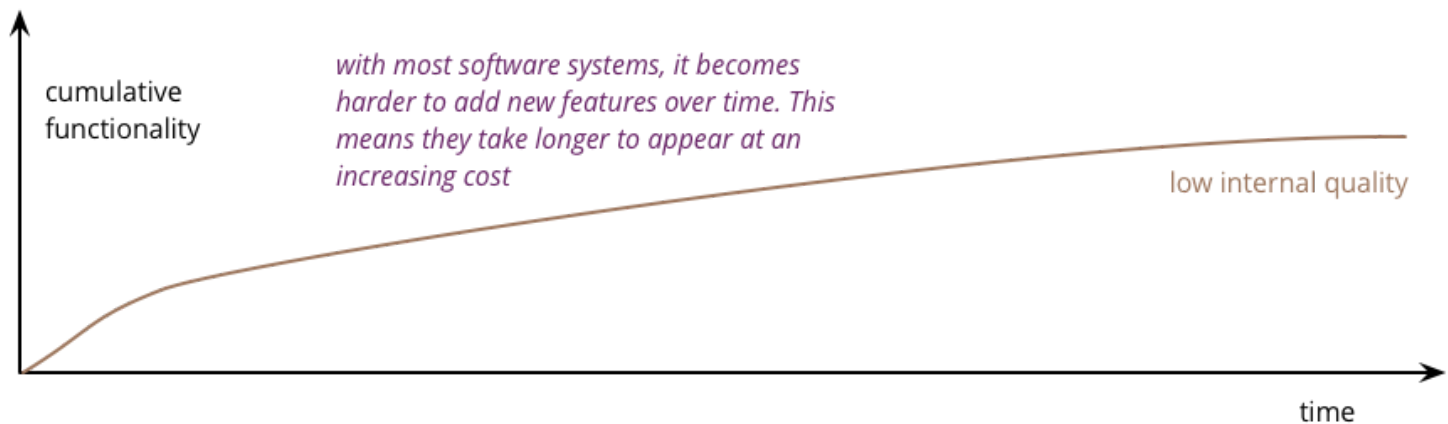 cumulative
functionality
with most software systems, it becomes
harder to add new features over time. This
means they take longer to appear at an
increasing cost
low internal quality
time